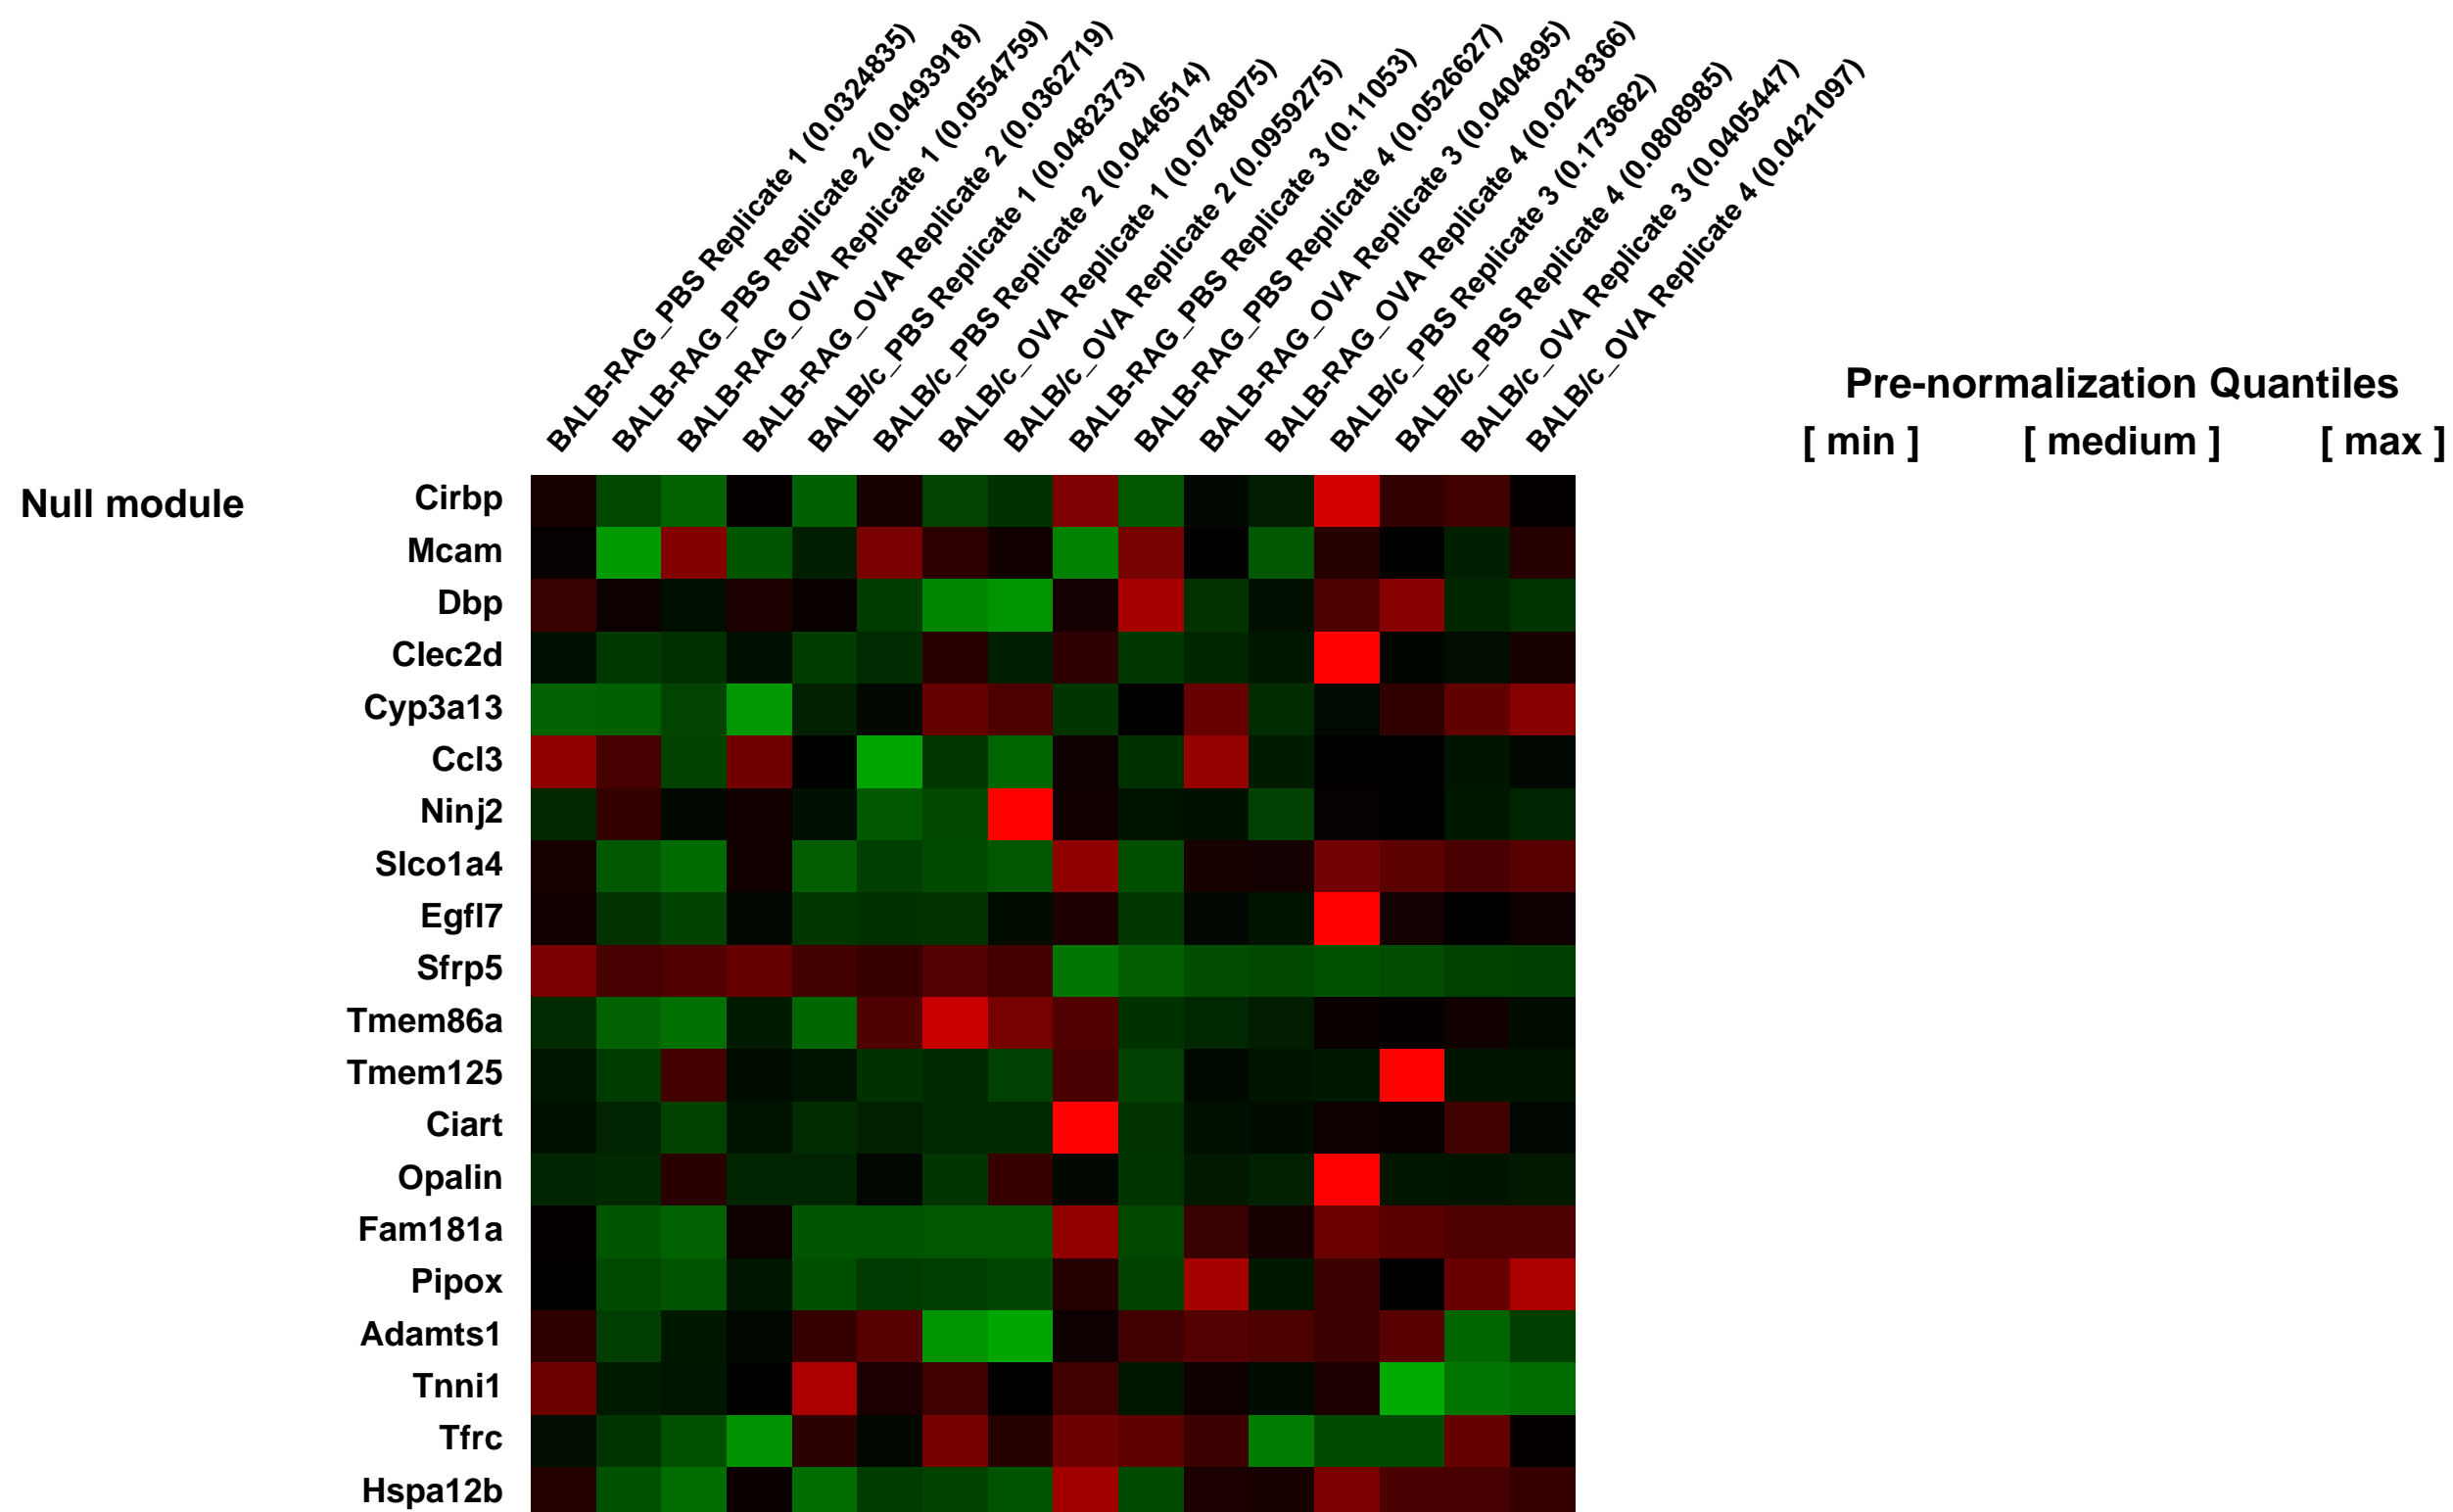 BALB-RAG_PBS Replicate 1 (0.0324835)
BALB-RAG_PBS Replicate 2 (0.0493918)
BALB-RAG_OVA Replicate 1 (0.0554759)
BALB-RAG_OVA Replicate 2 (0.0362719)
BALB/c_PBS Replicate 1 (0.0482373)
BALB/c_PBS Replicate 2 (0.0446514)
BALB/c_OVA Replicate 1 (0.0748075)
BALB/c_OVA Replicate 2 (0.0959275)
BALB-RAG_PBS Replicate 3 (0.11053)
BALB-RAG_PBS Replicate 4 (0.0526627)
BALB-RAG_OVA Replicate 3 (0.0404895)
BALB-RAG_OVA Replicate 4 (0.0218366)
BALB/c_PBS Replicate 3 (0.173682)
BALB/c_PBS Replicate 4 (0.0808985)
BALB/c_OVA Replicate 3 (0.0405447)
BALB/c_OVA Replicate 4 (0.0421097)
Pre-normalization Quantiles
[ min ] [ medium ] [ max ]
Null module
Cirbp
Mcam
Dbp
Clec2d
Cyp3a13
Ccl3
Ninj2
Slco1a4
Egfl7
Sfrp5
Tmem86a
Tmem125
Ciart
Opalin
Fam181a
Pipox
Adamts1
Tnni1
Tfrc
Hspa12b